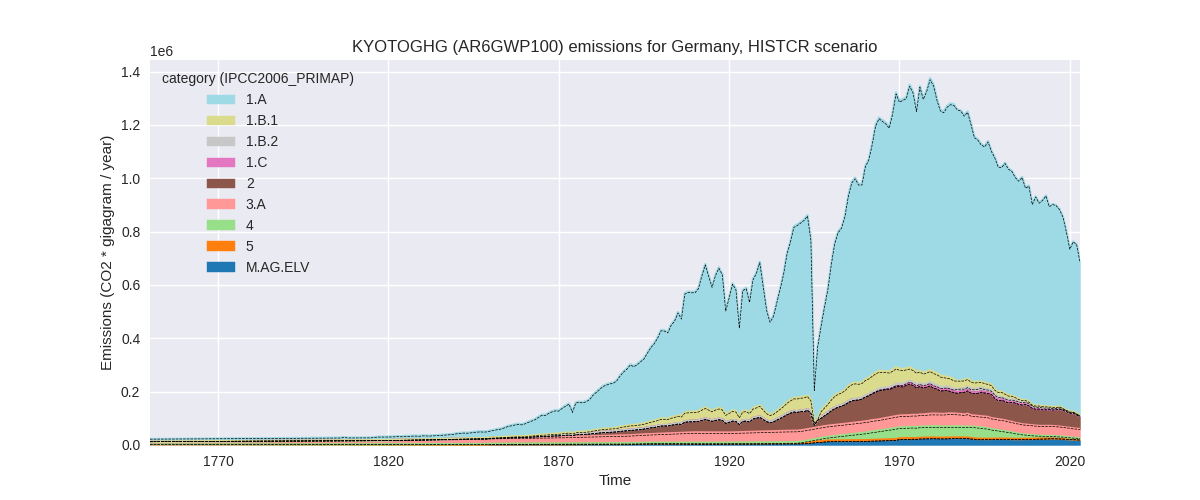 KYOTOGHG (AR6GWP100) emissions for Germany, HISTCR scenario
1e6
category (IPCC2006_PRIMAP)
1.A
1.B.1
1.B.2
1.C
2
3.A
4
5
M.AG.ELV
Emissions (CO2 * gigagram / year)
1.4
1.2
1.0
0.8
0.6
0.4
0.2
0.0
1770 1820 1870 1920 1970 2020
Time